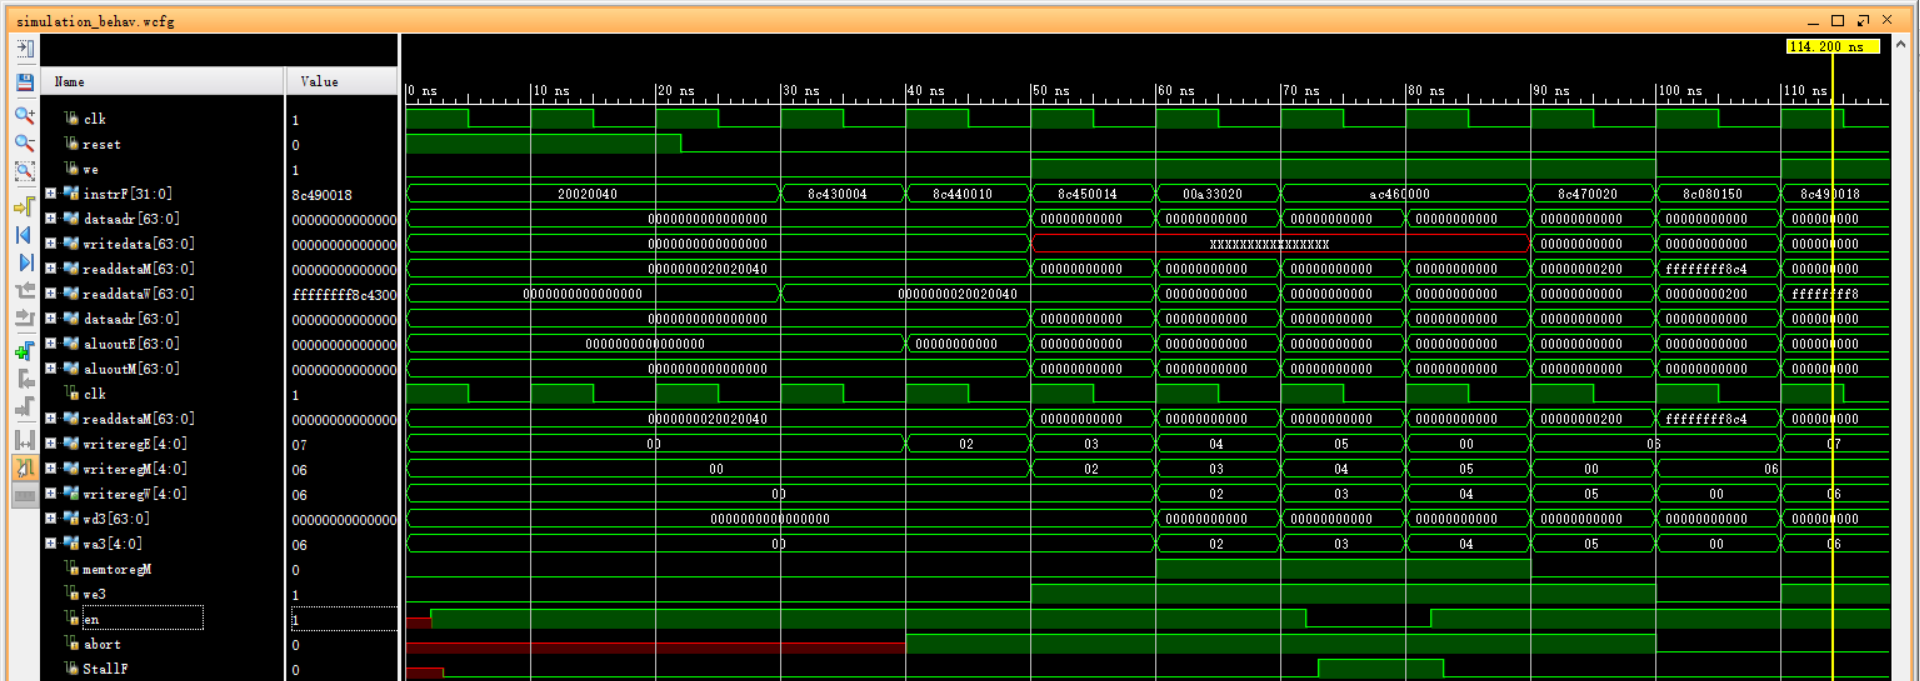 simulation_behav.wcfg
114.200 ns
Name Value
0 ns 10 ns 20 ns 30 ns 40 ns 50 ns 60 ns 70 ns 80 ns 90 ns 100 ns 110 ns
clk 1
reset 0
we 1
instrF[31:0] 8c490018 20020040 8c430004 8c440010 8c450014 00a33020 ac460000 8c470020 8c080150 8c490018
dataadr[63:0] 00000000000000 0000000000000000 00000000000 00000000000 00000000000 00000000000 00000000000 00000000000 000000000
writedata[63:0] 00000000000000 0000000000000000 XXXXXXXXXXXXXXXX 00000000000 00000000000 000000000
readdataM[63:0] 00000000000000 0000000020020040 00000000000 00000000000 00000000000 00000000000 00000000200 ffffffff8c4 000000000
readdataW[63:0] ffffffff8c4300 0000000000000000 0000000020020040 00000000000 00000000000 00000000000 00000000000 00000000200 fffffffff8
dataadr[63:0] 00000000000000 0000000000000000 00000000000 00000000000 00000000000 00000000000 00000000000 00000000000 000000000
aluoutE[63:0] 00000000000000 0000000000000000 00000000000 00000000000 00000000000 00000000000 00000000000 00000000000 00000000000 000000000
aluoutM[63:0] 00000000000000 0000000000000000 00000000000 00000000000 00000000000 00000000000 00000000000 00000000000 000000000
clk 1
readdataM[63:0] 00000000000000 0000000020020040 00000000000 00000000000 00000000000 00000000000 00000000200 ffffffff8c4 000000000
writeregE[4:0] 07 00 02 03 04 05 00 06 07
writeregM[4:0] 06 00 02 03 04 05 00 06
writeregW[4:0] 06 00 02 03 04 05 00 06
wd3[63:0] 00000000000000 0000000000000000 00000000000 00000000000 00000000000 00000000000 00000000000 000000000
wa3[4:0] 06 00 02 03 04 05 00 06
memtoregM 0
we3 1
en 1
abort 0
StallF 0